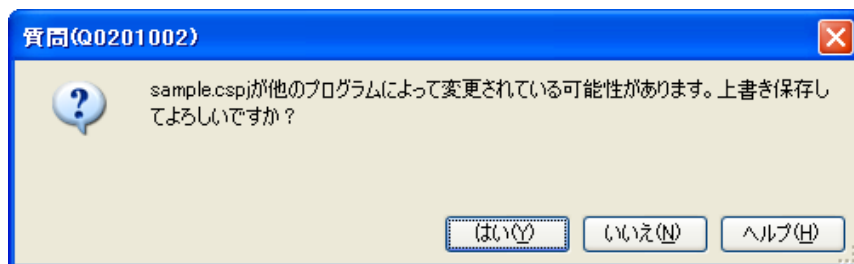 質問(Q0201002)
sample.cspjが他のプログラムによって変更されている可能性があります。上書き保存し
てよろしいですか？
はい(Y) いいえ(N) ヘルプ(H)